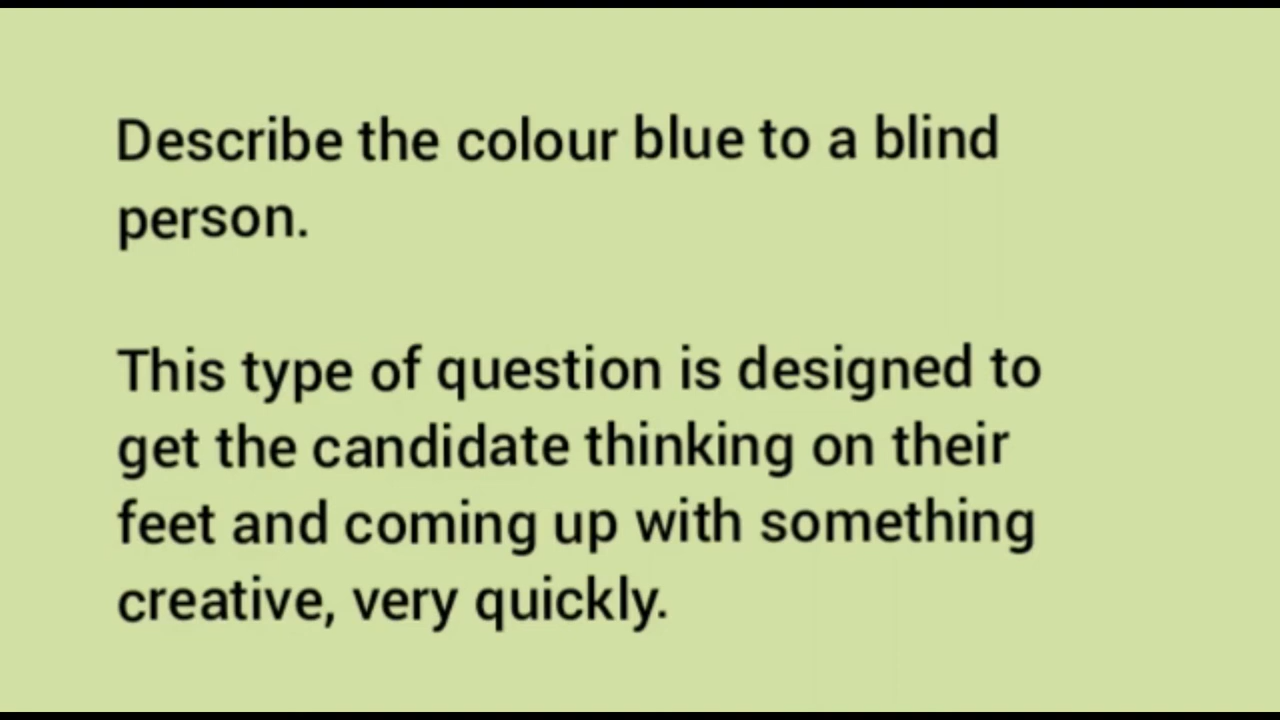 Describe the colour blue to a blind
person.
This type of question is designed to
get the candidate thinking on their
feet and coming up with something
creative, very quickly.